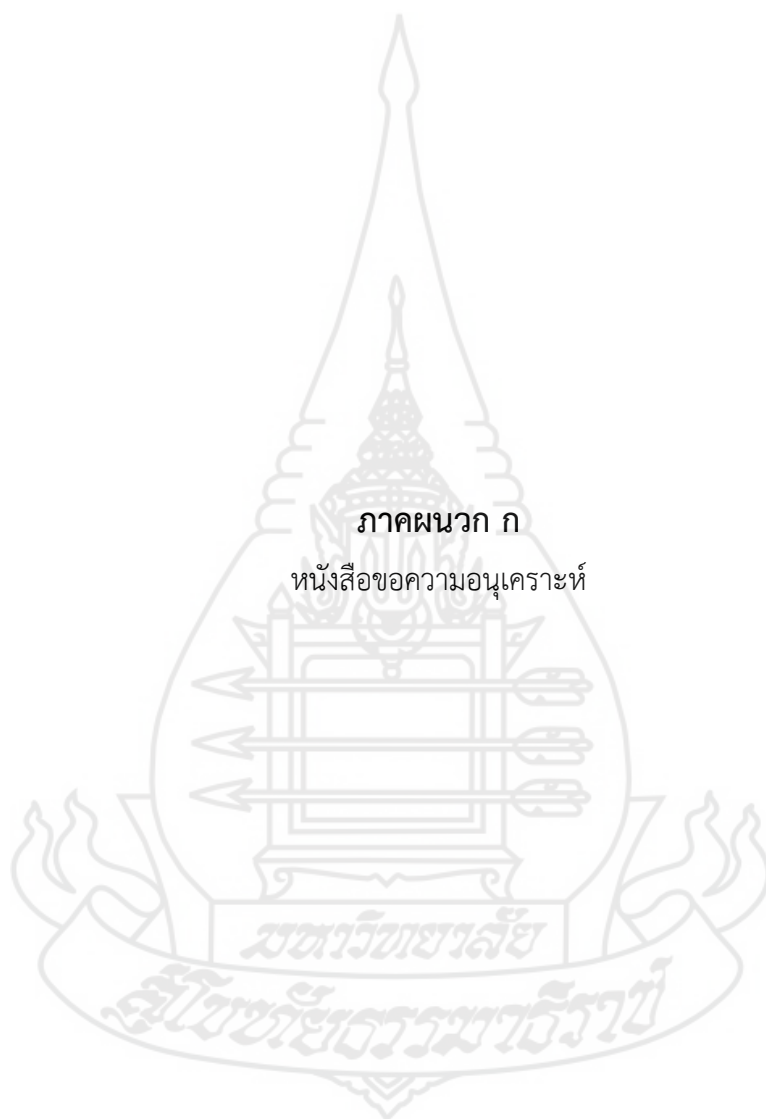 ภาคผนวก ก
หนังสือขอความอนุเคราะห์
มหาวิทยาลัย
สุโขทัยธรรมาธิราช